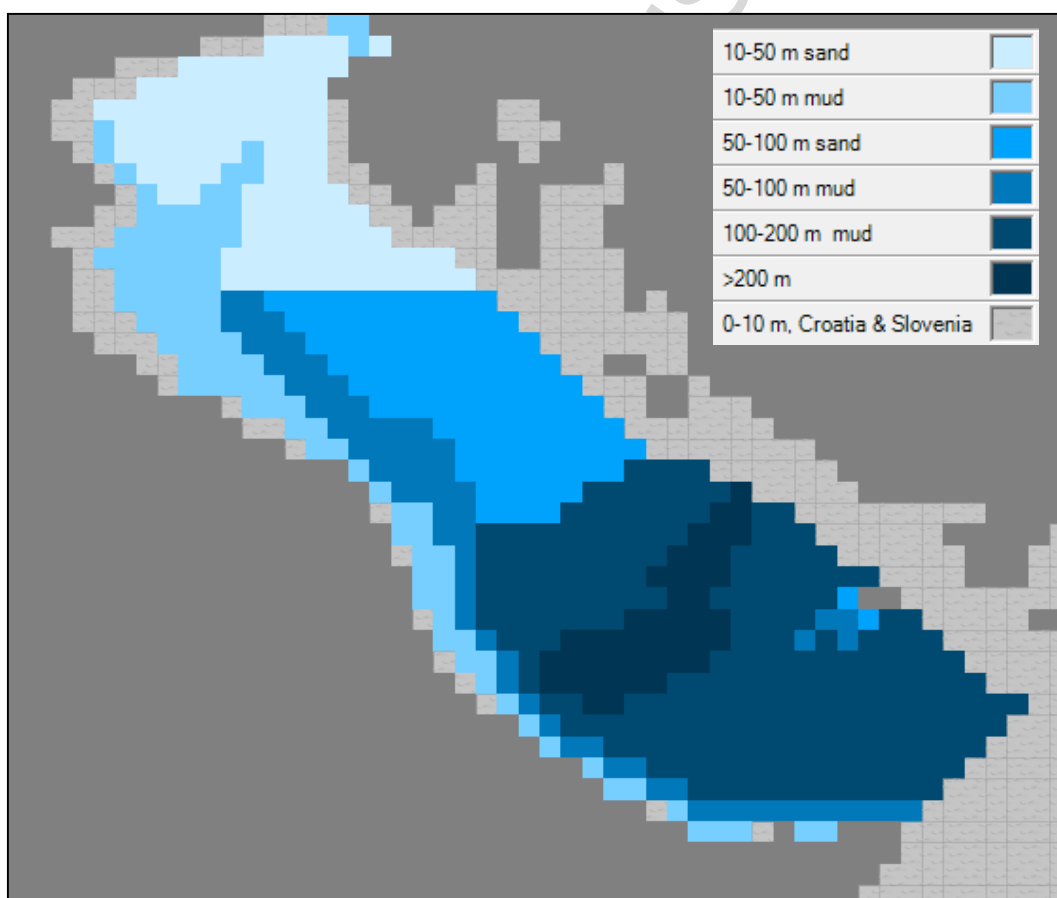 10-50 m sand
10-50 m mud
50-100 m sand
50-100 m mud
100-200 m  mud
>200 m
0-10 m, Croatia & Slovenia